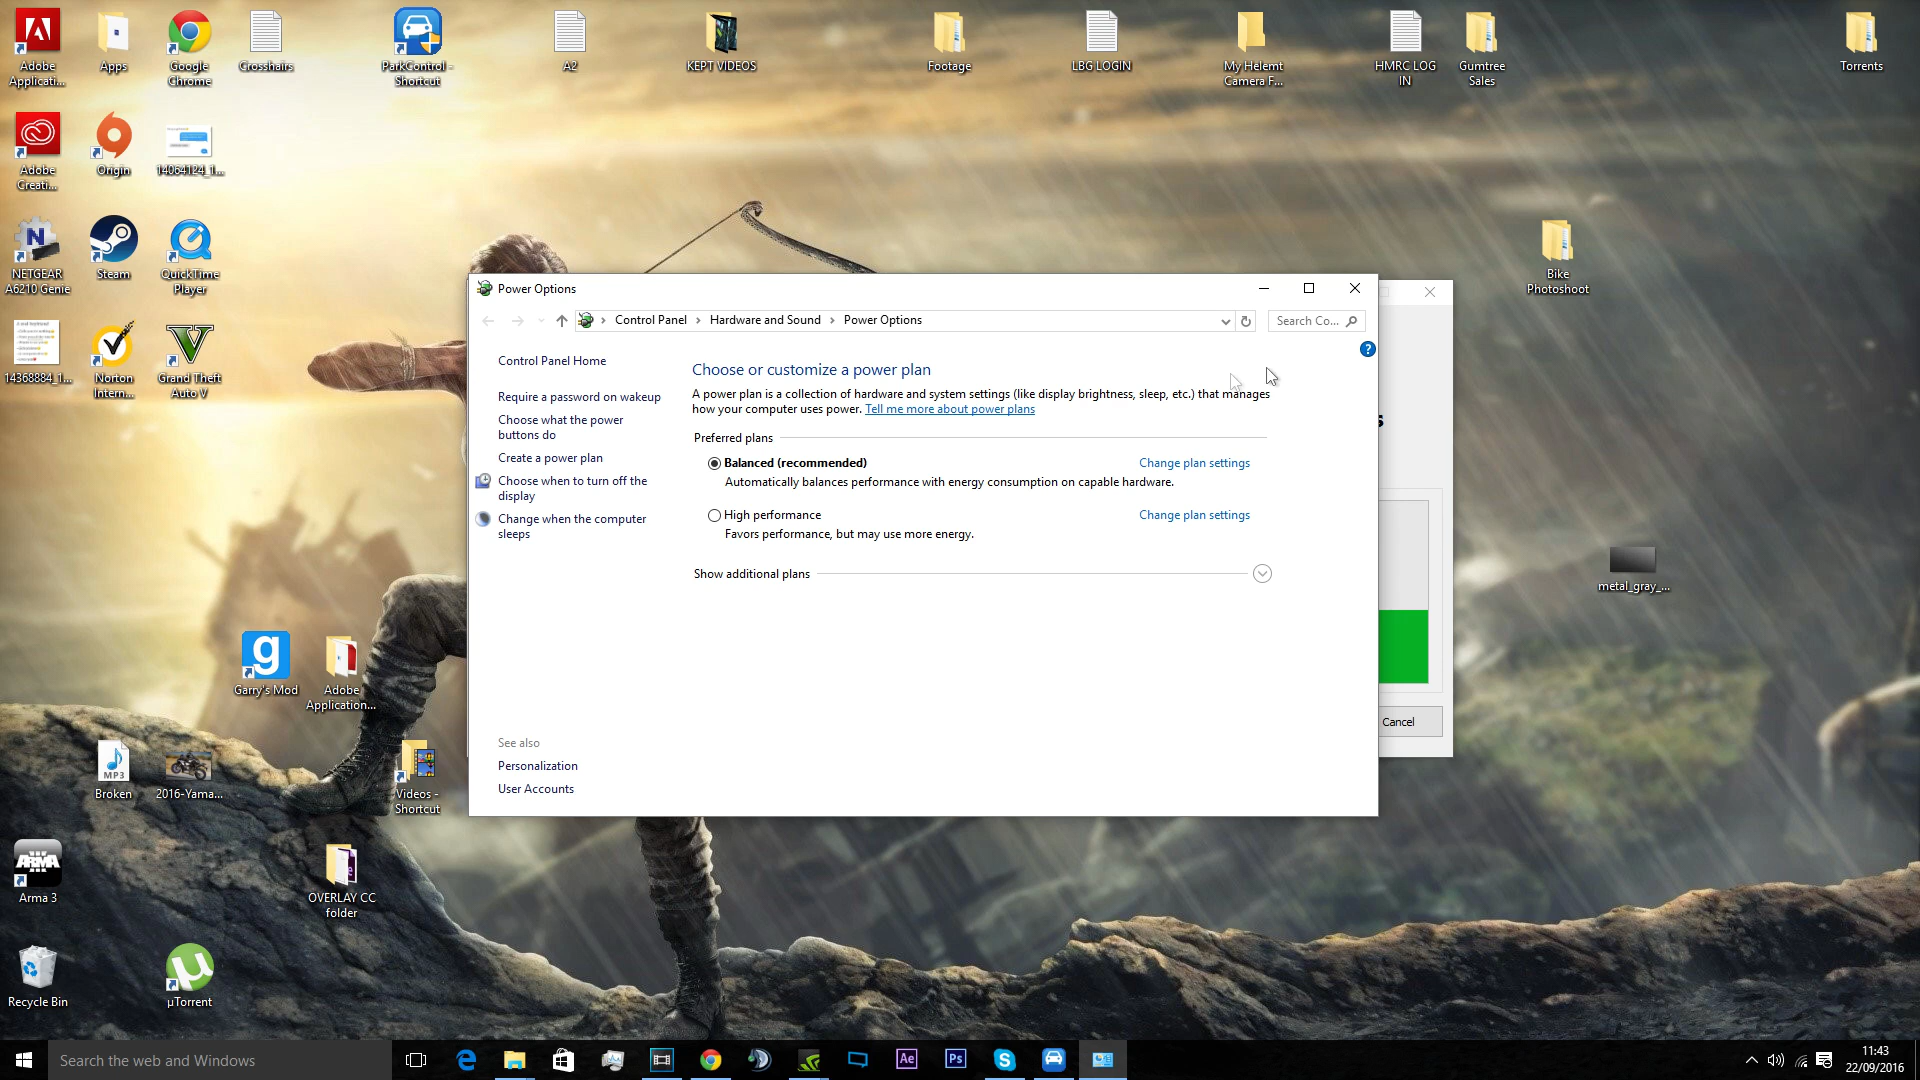 Adobe
Applicati...
Apps
Google
Chrome
Crosshairs
ParkControl -
Shortcut
A2
KEPT VIDEOS
Footage
LBG LOGIN
My Helemt
Camera F...
HMRC LOG
IN
Gumtree
Sales
Torrents
Adobe
Creati...
Origin
14064124_1...
N
NETGEAR
A6210 Genie
Steam
QuickTime
Player
Bike
Photoshoot
14368884_1...
Norton
Intern...
Grand Theft
Auto V
Power Options
Control Panel
Hardware and Sound
Power Options
Search Co...
Control Panel Home
Require a password on wakeup
Choose what the power
buttons do
Create a power plan
Choose when to turn off the
display
Change when the computer
sleeps
See also
Personalization
User Accounts
?
Choose or customize a power plan
A power plan is a collection of hardware and system settings (like display brightness, sleep, etc.) that manages
how your computer uses power. Tell me more about power plans
Preferred plans
Balanced (recommended)
Change plan settings
Automatically balances performance with energy consumption on capable hardware.
High performance
Change plan settings
Favors performance, but may use more energy.
Show additional plans
s
Cancel
metal_gray_...
g
Garry's Mod
Adobe
Application...
MP3
Broken
2016-Yama...
Videos -
Shortcut
ARMA
Arma 3
OVERLAY CC
folder
Recycle Bin
µTorrent
Search the web and Windows
Ae
Ps
11:43
22/09/2016